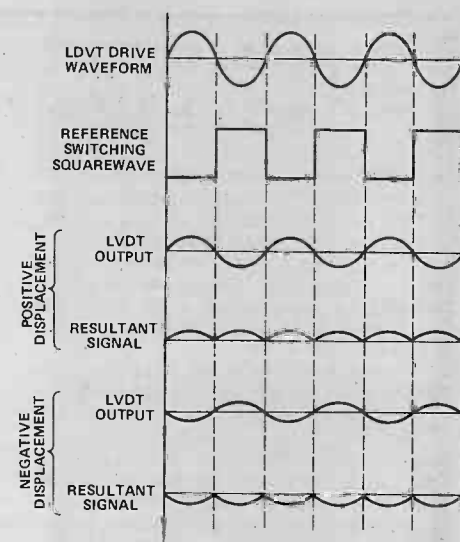 LDVT DRIVE
WAVEFORM
REFERENCE
SWITCHING
SQUAREWAVE
POSITIVE
DISPLACEMENT
LVDT
OUTPUT
RESULTANT
SIGNAL
NEGATIVE
DISPLACEMENT
LVDT
OUTPUT
RESULTANT
SIGNAL